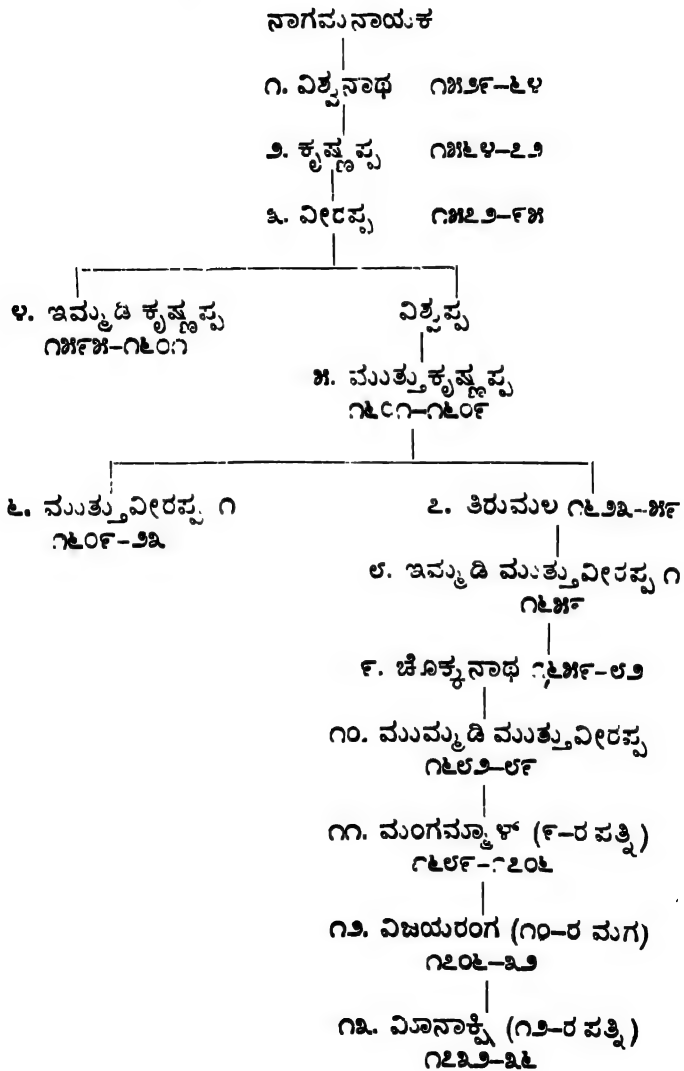 ನಾಗಮನಾಯಕ
೧. ವಿಶ್ವನಾಥ ೧೫೨೯–೬೪
೨. ಕೃಷ್ಣಪ್ಪ ೧೫೬೪–೭೨
೩. ವೀರಪ್ಪ ೧೫೭೨–೯೫
೪. ಇಮ್ಮಡಿ ಕೃಷ್ಣಪ್ಪ ವಿಶ್ವಪ್ಪ
೧೫೯೫–೧೬೦೧
೫. ಮುತ್ತುಕೃಷ್ಣಪ್ಪ
೧೬೦೧–೧೬೦೯
೬. ಮುತ್ತುವೀರಪ್ಪ ೧ ೭. ತಿರುಮಲ ೧೬೨೩–೫೯
೧೬೦೯–೨೩
೮. ಇಮ್ಮಡಿ ಮುತ್ತುವೀರಪ್ಪ ೧
೧೬೫೯
೯. ಚೊಕ್ಕನಾಥ ೧೬೫೯–೮೨
೧೦. ಮುಮ್ಮಡಿ ಮುತ್ತುವೀರಪ್ಪ
೧೬೮೨–೮೯
೧೧. ಮಂಗಮ್ಮಾಳ್ (೯–ರ ಪತ್ನಿ)
೧೬೮೯–೧೭೦೬
೧೨. ವಿಜಯರಂಗ (೧೦–ರ ಮಗ)
೧೭೦೬–೩೨
೧೩. ಮೀನಾಕ್ಷಿ (೧೨–ರ ಪತ್ನಿ)
೧೭೩೨–೩೬